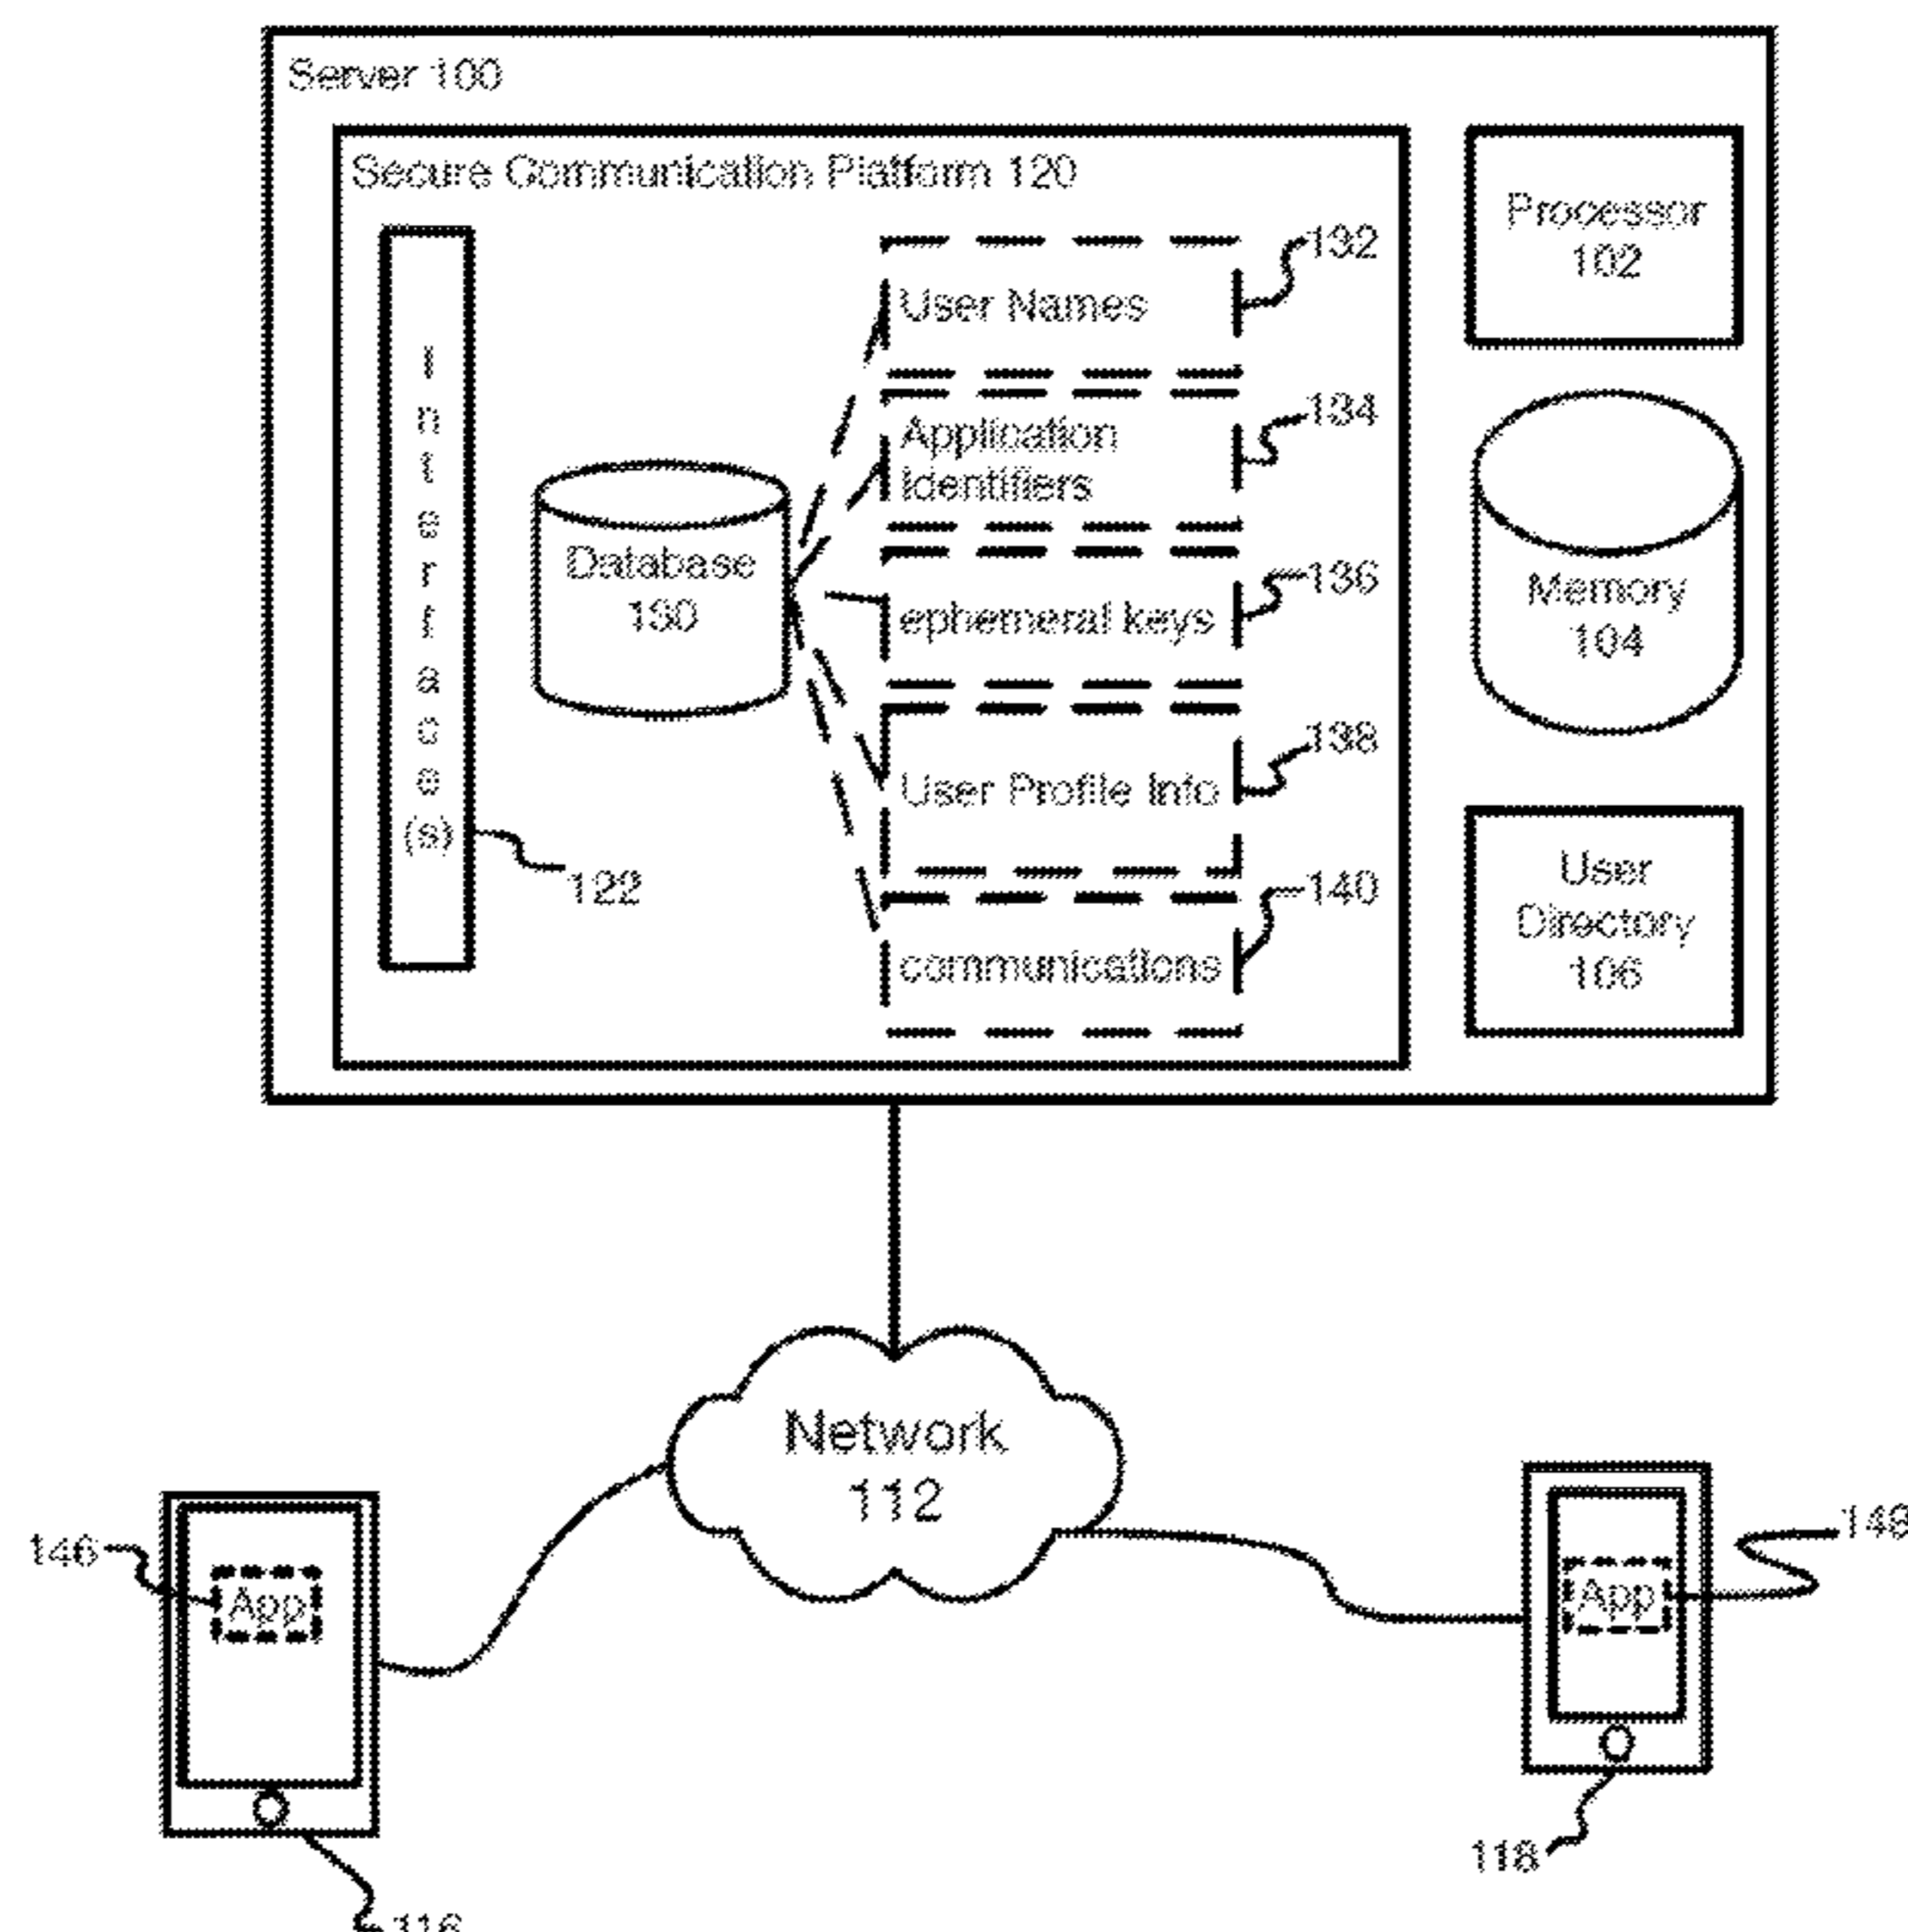 Server 100
Secure Communication Platform 120
Interface(s)
122
Database
130
User Names
132
Application
Identifiers
134
ephemeral keys
136
User Profile Info
138
communications
140
Processor
102
Memory
104
User
Directory
106
Network
112
146
App
116
App
148
118